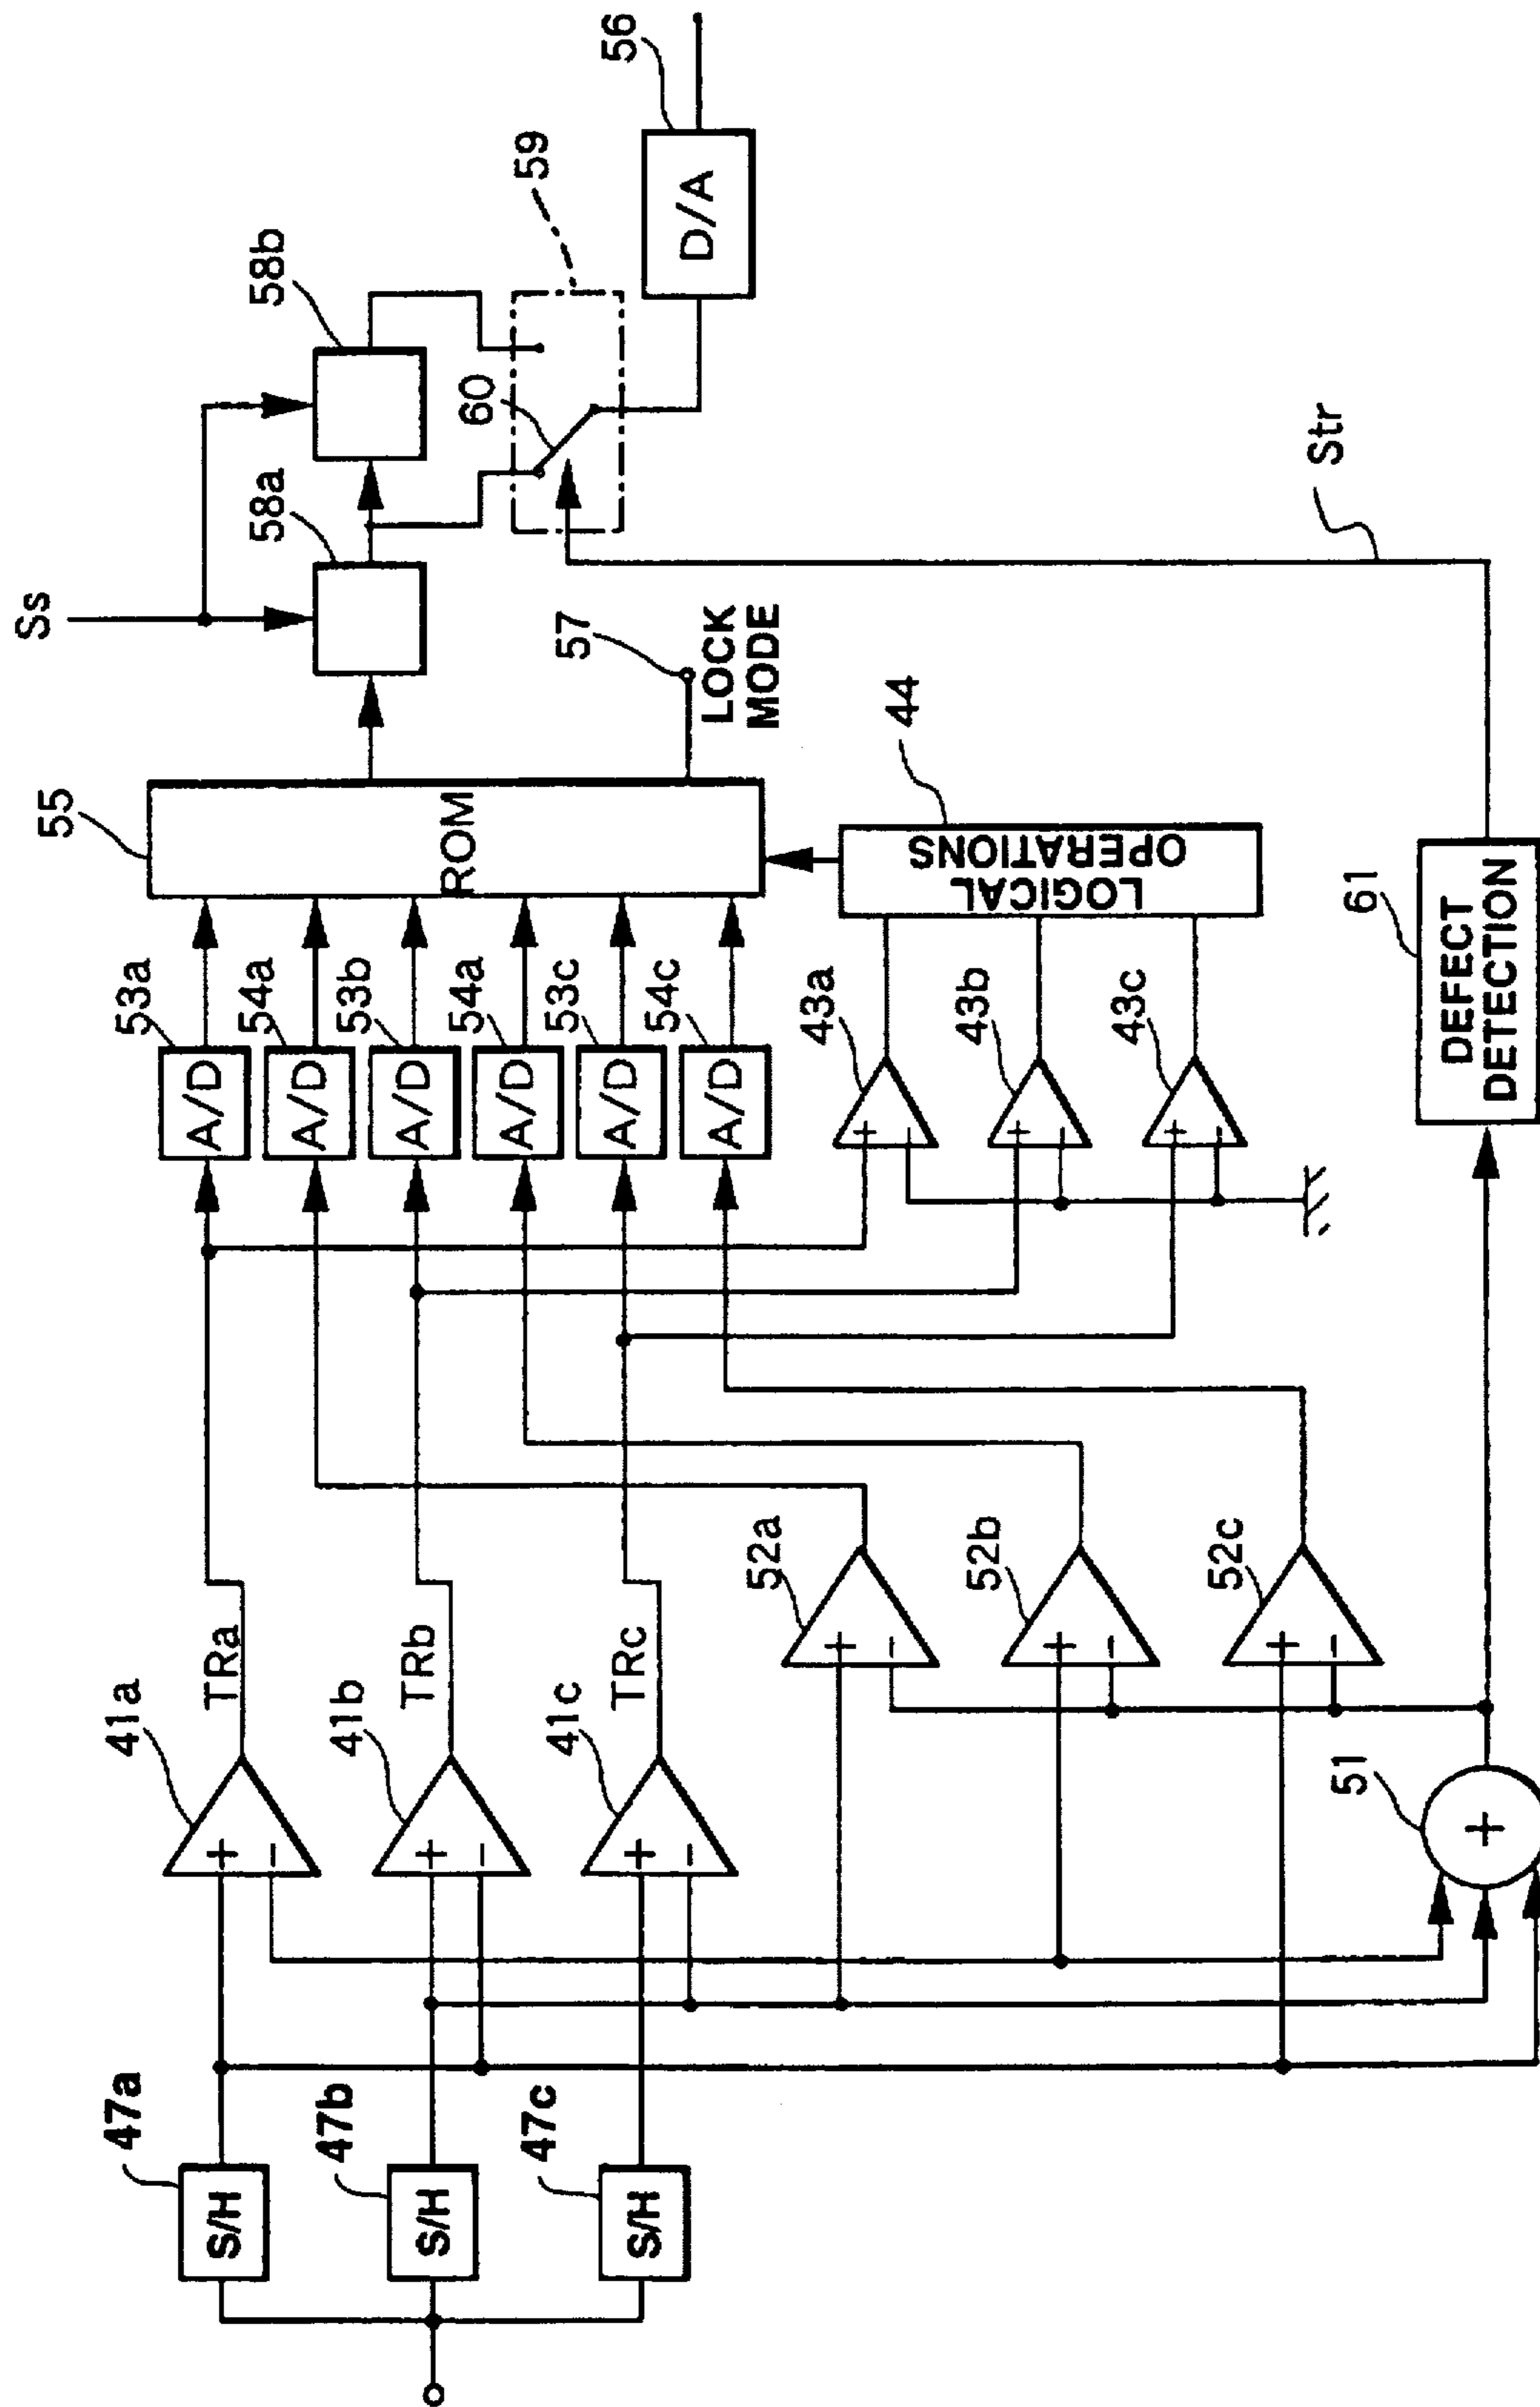 47a
S/H
47b
S/H
47c
S/H
41a
+
-
TRa
41b
+
-
TRb
41c
+
-
TRc
51
+
52a
+
-
52b
+
-
52c
+
-
53a
A/D
54a
A/D
53b
A/D
54a
A/D
53c
A/D
54c
A/D
43a
+
-
43b
+
-
43c
+
-
55
ROM
44
LOGICAL
OPERATIONS
57
LOCK
MODE
Ss
58a
58b
59
60
56
D/A
61
DEFECT
DETECTION
Str